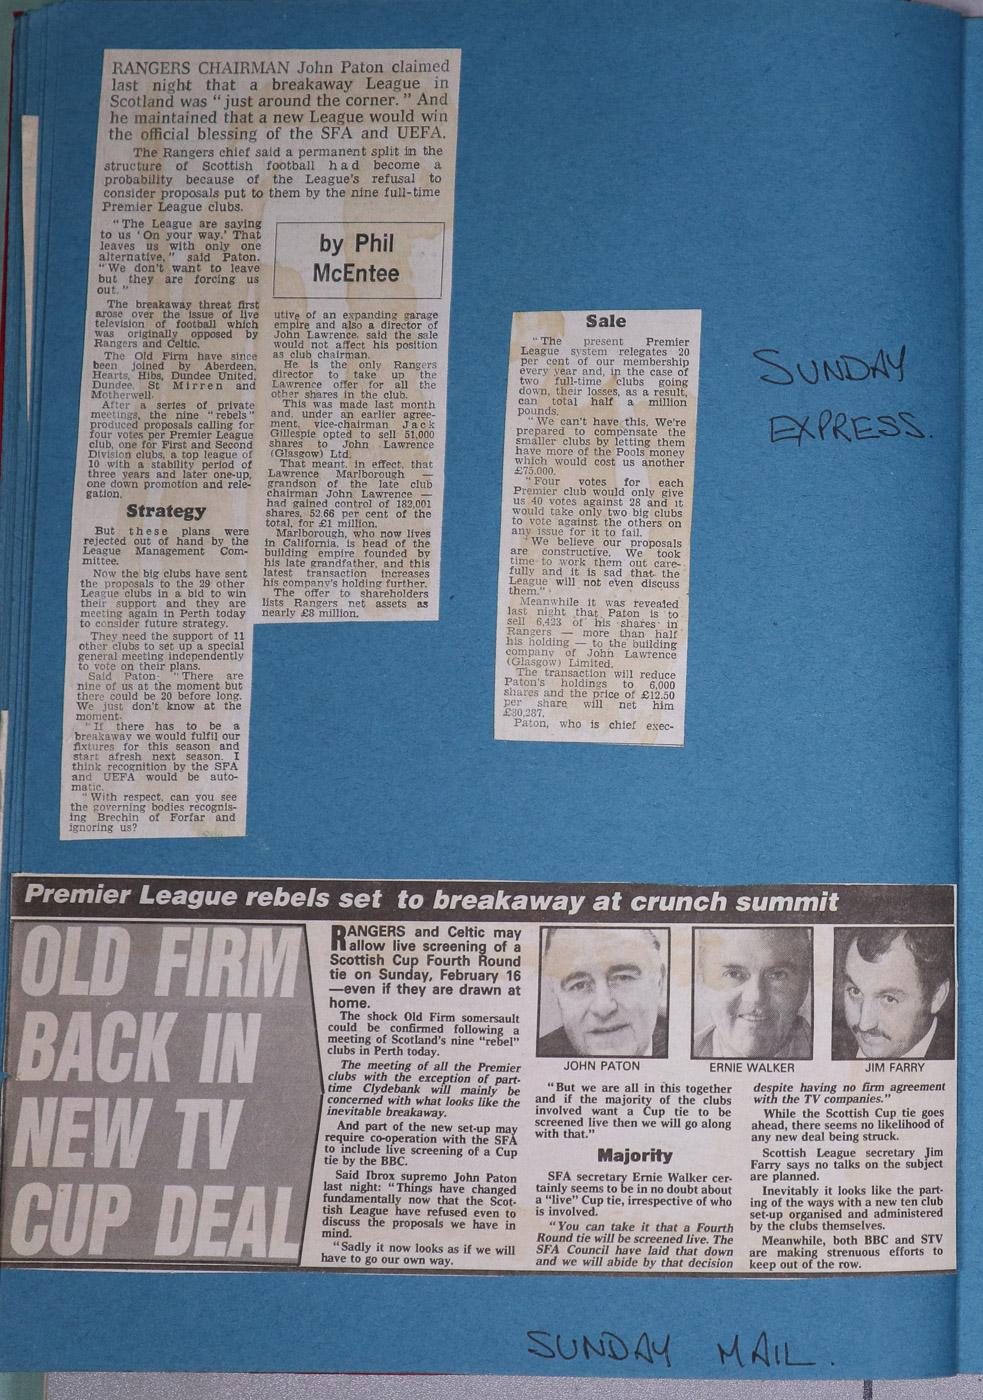 RANGERS CHAIRMAN John Paton claimed
last night that a breakaway League in
Scotland was "just around the corner." And
he maintained that a new League would win
the official blessing of the SFA and UEFA.
The Rangers chief said a permanent split in the
structure of Scottish football had become a
probability because of the League's refusal to
consider proposals put to them by the nine full-time
Premier League clubs.
"The League are saying
to us 'On your way.' That
leaves us with only one
alternative," said Paton.
"We don't want to leave
but they are forcing us
out."
The breakaway threat first
arose over the issue of live
television of football which
was originally opposed by
Rangers and Celtic.
The Old Firm have since
been joined by Aberdeen,
Hearts, Hibs, Dundee United,
Dundee, St Mirren and
Motherwell.
After a series of private
meetings, the nine "rebels"
produced proposals calling for
four votes per Premier League
club, one for First and Second
Division clubs, a top league of
10 with a stability period of
three years and later one-up,
one down promotion and rele-
gation.
Strategy
But these plans were
rejected out of hand by the
League Management Com-
mittee.
Now the big clubs have sent
the proposals to the 29 other
League clubs in a bid to win
their support and they are
meeting again in Perth today
to consider future strategy.
They need the support of 11
other clubs to set up a special
general meeting independently
to vote on their plans.
Said Paton: "There are
nine of us at the moment but
there could be 20 before long.
We just don't know at the
moment.
"If there has to be a
breakaway we would fulfil our
fixtures for this season and
start afresh next season. I
think recognition by the SFA
and UEFA would be auto-
matic.
"With respect, can you see
the governing bodies recognis-
ing Brechin of Forfar and
ignoring us?
by Phil
McEntee
utive of an expanding garage
empire and also a director of
John Lawrence, said the sale
would not affect his position
as club chairman.
He is the only Rangers
director to take up the
Lawrence offer for all the
other shares in the club.
This was made last month
and, under an earlier agree-
ment, vice-chairman Jack
Gillespie opted to sell 51,000
shares to John Lawrence
(Glasgow) Ltd.
That meant, in effect, that
Lawrence Marlborough —
grandson of the late club
chairman John Lawrence —
had gained control of 182,001
shares, 52.66 per cent of the
total, for £1 million.
Marlborough, who now lives
in California, is head of the
building empire founded by
his late grandfather, and this
latest transaction increases
his company's holding further.
The offer to shareholders
lists Rangers net assets as
nearly £8 million.
Sale
"The present Premier
League system relegates 20
per cent of our membership
every year and, in the case of
two full-time clubs going
down, their losses, as a result,
can total half a million
pounds.
"We can't have this. We're
prepared to compensate the
smaller clubs by letting them
have more of the Pools money
which would cost us another
£75,000.
"Four votes for each
Premier club would only give
us 40 votes against 28 and it
would take only two big clubs
to vote against the others on
any issue for it to fail.
"We believe our proposals
are constructive. We took
time to work them out care-
fully and it is sad that the
League will not even discuss
them."
Meanwhile it was revealed
last night that Paton is to
sell 6,423 of his shares in
Rangers — more than half
his holding — to the building
company of John Lawrence
(Glasgow) Limited.
The transaction will reduce
Paton's holdings to 6,000
shares and the price of £12.50
per share will net him
£80,287.
Paton, who is chief exec-
SUNDAY
EXPRESS.
Premier League rebels set to breakaway at crunch summit
OLD FIRM
BACK IN
NEW TV
CUP DEAL
RANGERS and Celtic may
allow live screening of a
Scottish Cup Fourth Round
tie on Sunday, February 16
—even if they are drawn at
home.
The shock Old Firm somersault
could be confirmed following a
meeting of Scotland's nine "rebel"
clubs in Perth today.
The meeting of all the Premier
clubs with the exception of part-
time Clydebank will mainly be
concerned with what looks like the
inevitable breakaway.
And part of the new set-up may
require co-operation with the SFA
to include live screening of a Cup
tie by the BBC.
Said Ibrox supremo John Paton
last night: "Things have changed
fundamentally now that the Scot-
tish League have refused even to
discuss the proposals we have in
mind.
"Sadly it now looks as if we will
have to go our own way.
JOHN PATON
ERNIE WALKER
JIM FARRY
"But we are all in this together
and if the majority of the clubs
involved want a Cup tie to be
screened live then we will go along
with that."
Majority
SFA secretary Ernie Walker cer-
tainly seems to be in no doubt about
a "live" Cup tie, irrespective of who
is involved.
"You can take it that a Fourth
Round tie will be screened live. The
SFA Council have laid that down
and we will abide by that decision
despite having no firm agreement
with the TV companies."
While the Scottish Cup tie goes
ahead, there seems no likelihood of
any new deal being struck.
Scottish League secretary Jim
Farry says no talks on the subject
are planned.
Inevitably it looks like the part-
ing of the ways with a new ten club
set-up organised and administered
by the clubs themselves.
Meanwhile, both BBC and STV
are making strenuous efforts to
keep out of the row.
SUNDAY MAIL.